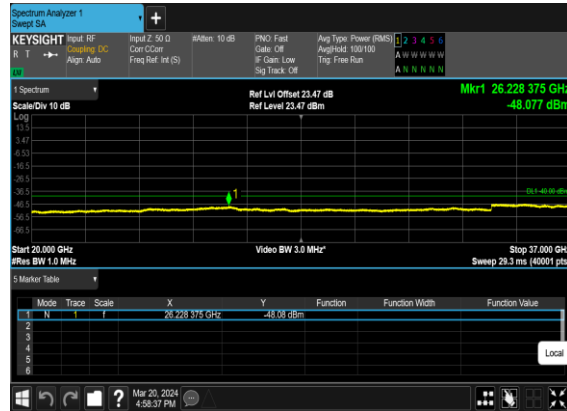 Spectrum Analyzer 1
Swept SA
+
KEYSIGHT Input: RF Input Z: 50 Ω #Atten: 10 dB PNO: Fast Avg Type: Power (RMS) 1 2 3 4 5 6
R T Coupling: DC Corr CCorr Gate: Off Avg|Hold: 100/100 A W W W W W
Align: Auto Freq Ref: Int (S) IF Gain: Low Trig: Free Run
Sig Track: Off A N N N N N
1 Spectrum Ref Lvl Offset 23.47 dB Mkr1 26.228 375 GHz
Scale/Div 10 dB Ref Level 23.47 dBm -48.077 dBm
Log
13.5
3.47
-6.53
-16.5
-26.5
-36.5 1 DL1 -40.00 dBm
-46.5
-56.5
-66.5
Start 20.000 GHz Video BW 3.0 MHz* Stop 37.000 GHz
#Res BW 1.0 MHz Sweep 29.3 ms (40001 pts)
5 Marker Table
Mode Trace Scale X Y Function Function Width Function Value
1 N 1 f 26.228 375 GHz -48.08 dBm
2
3
4
5
6
Local
? Mar 20, 2024
4:58:37 PM